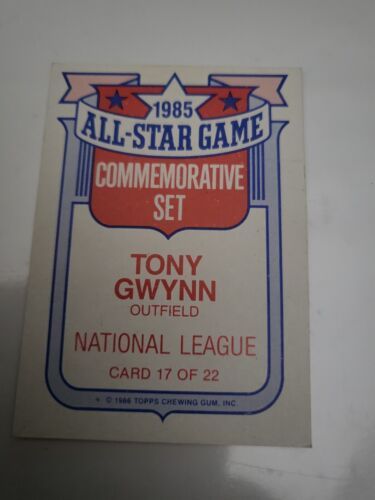 1985
ALL-STAR GAME
COMMEMORATIVE
SET
TONY
GWYNN
OUTFIELD
NATIONAL LEAGUE
CARD 17 OF 22
* © 1986 TOPPS CHEWING GUM, INC.